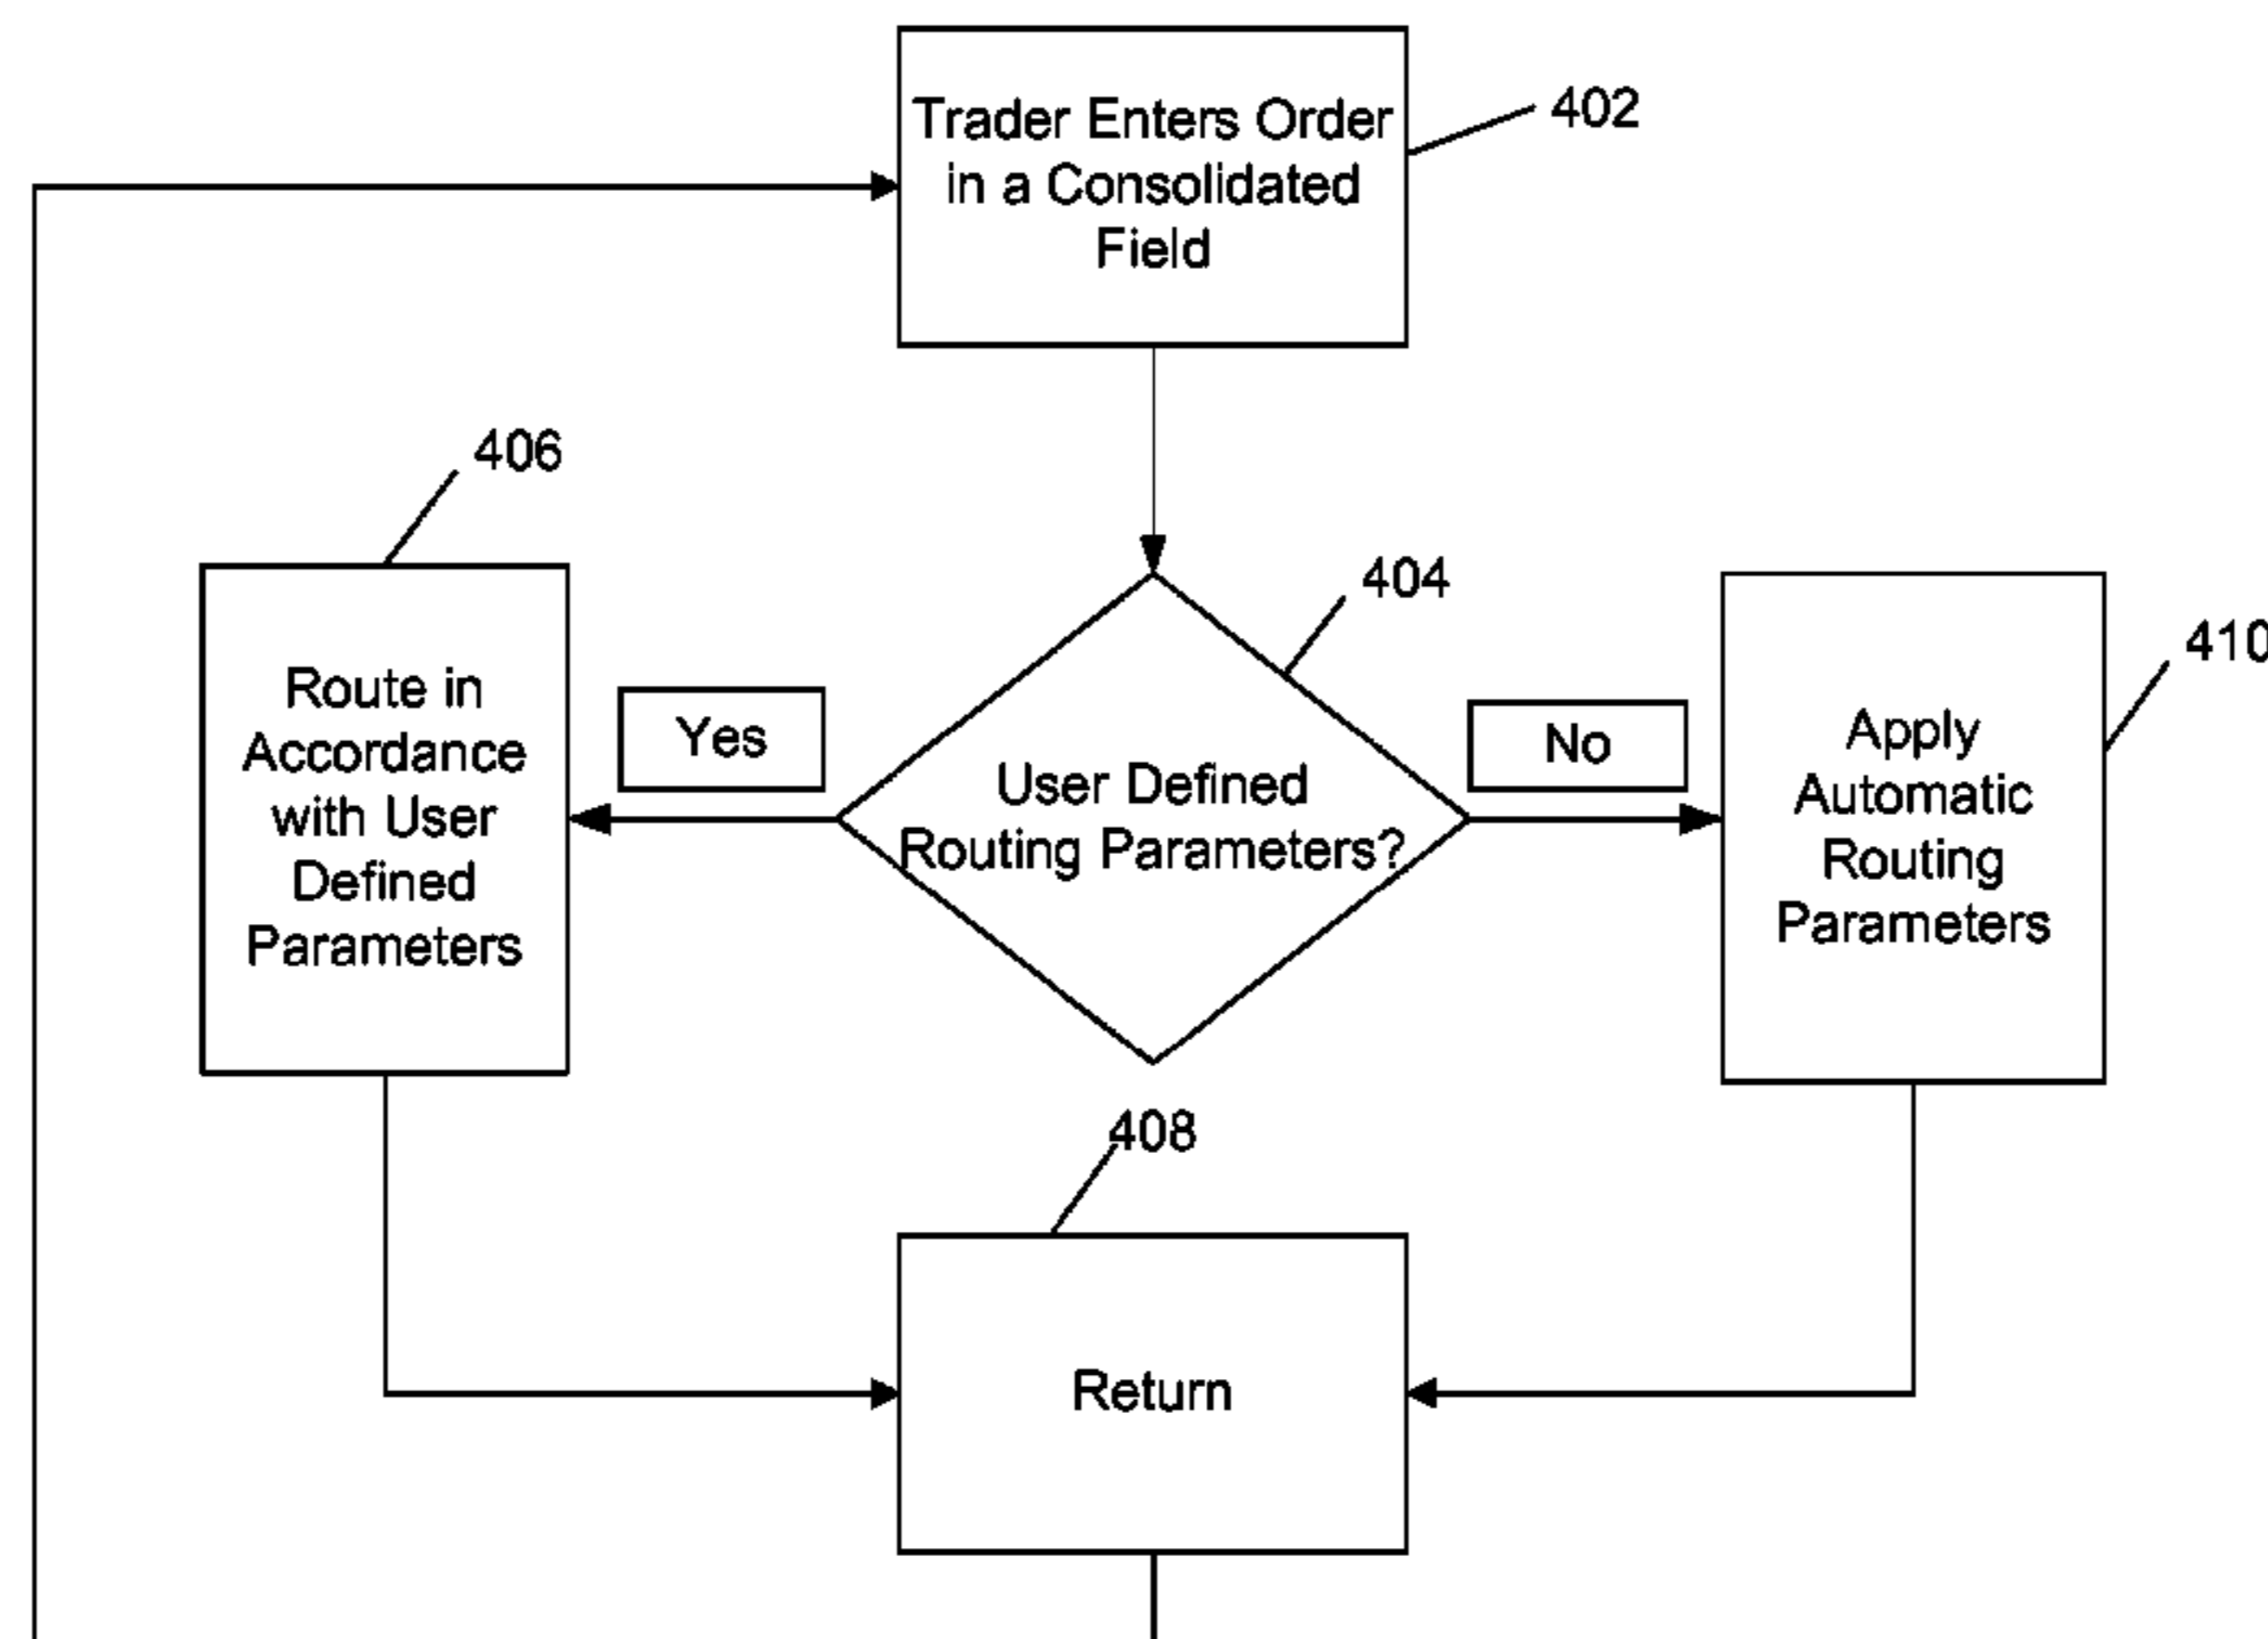 Trader Enters Order
in a Consolidated
Field
402
406
404
410
Route in
Accordance
with User
Defined
Parameters
Yes
User Defined
Routing Parameters?
No
Apply
Automatic
Routing
Parameters
408
Return